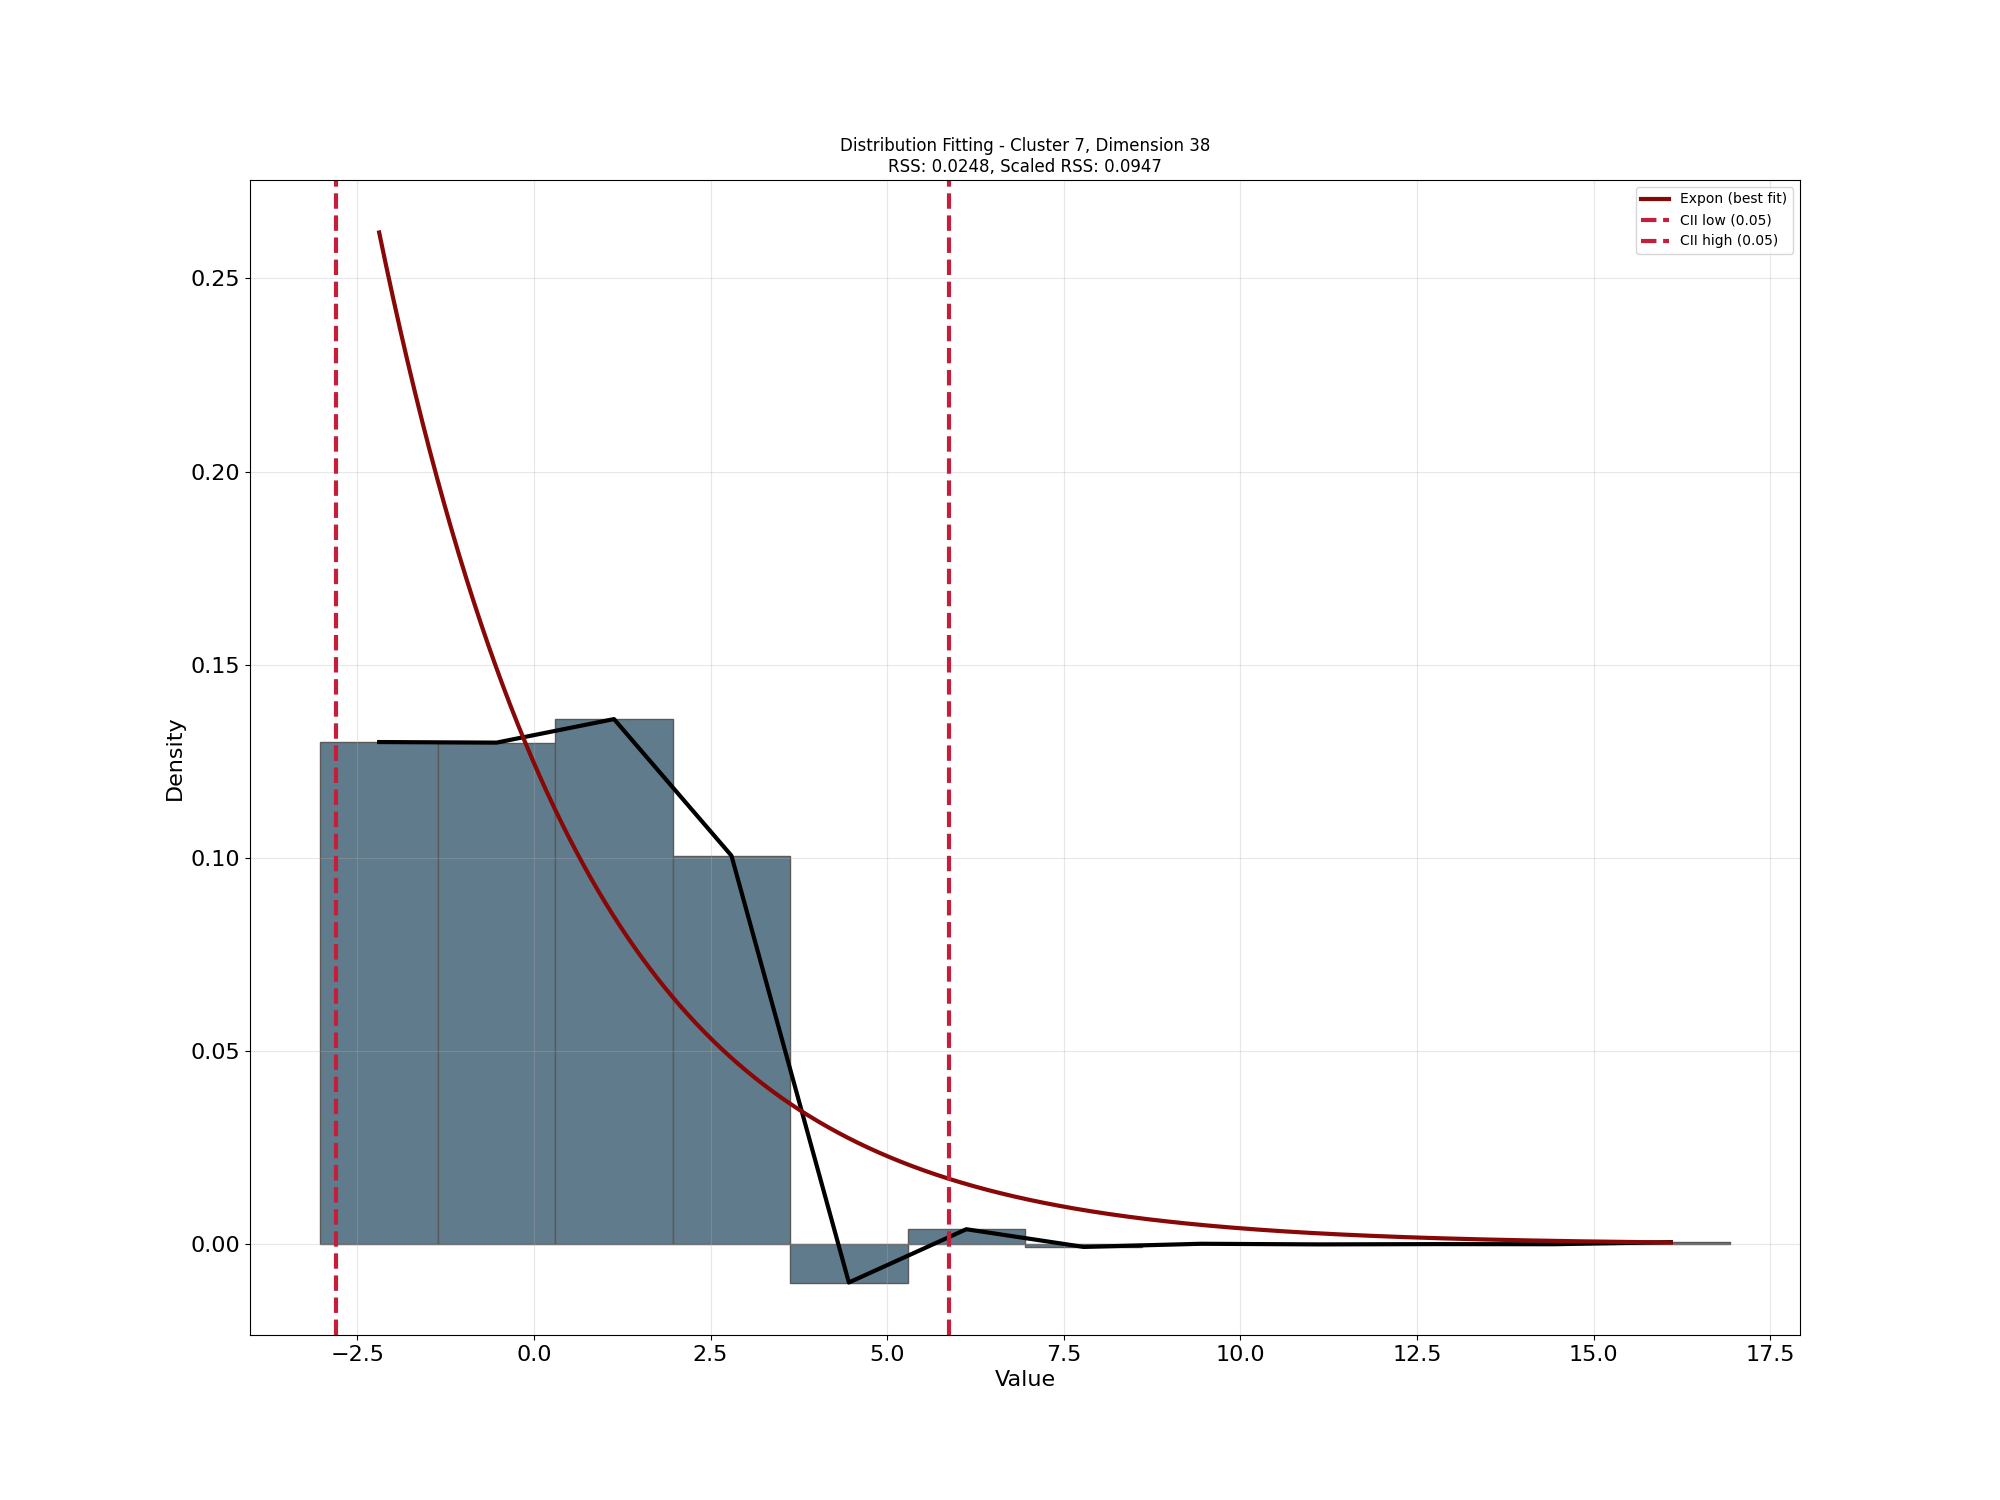 Distribution Fitting - Cluster 7, Dimension 38
RSS: 0.0248, Scaled RSS: 0.0947
Expon (best fit)
CII low (0.05)
CII high (0.05)
0.25
0.20
0.15
0.10
0.05
0.00
Density
−2.5 0.0 2.5 5.0 7.5 10.0 12.5 15.0 17.5
Value